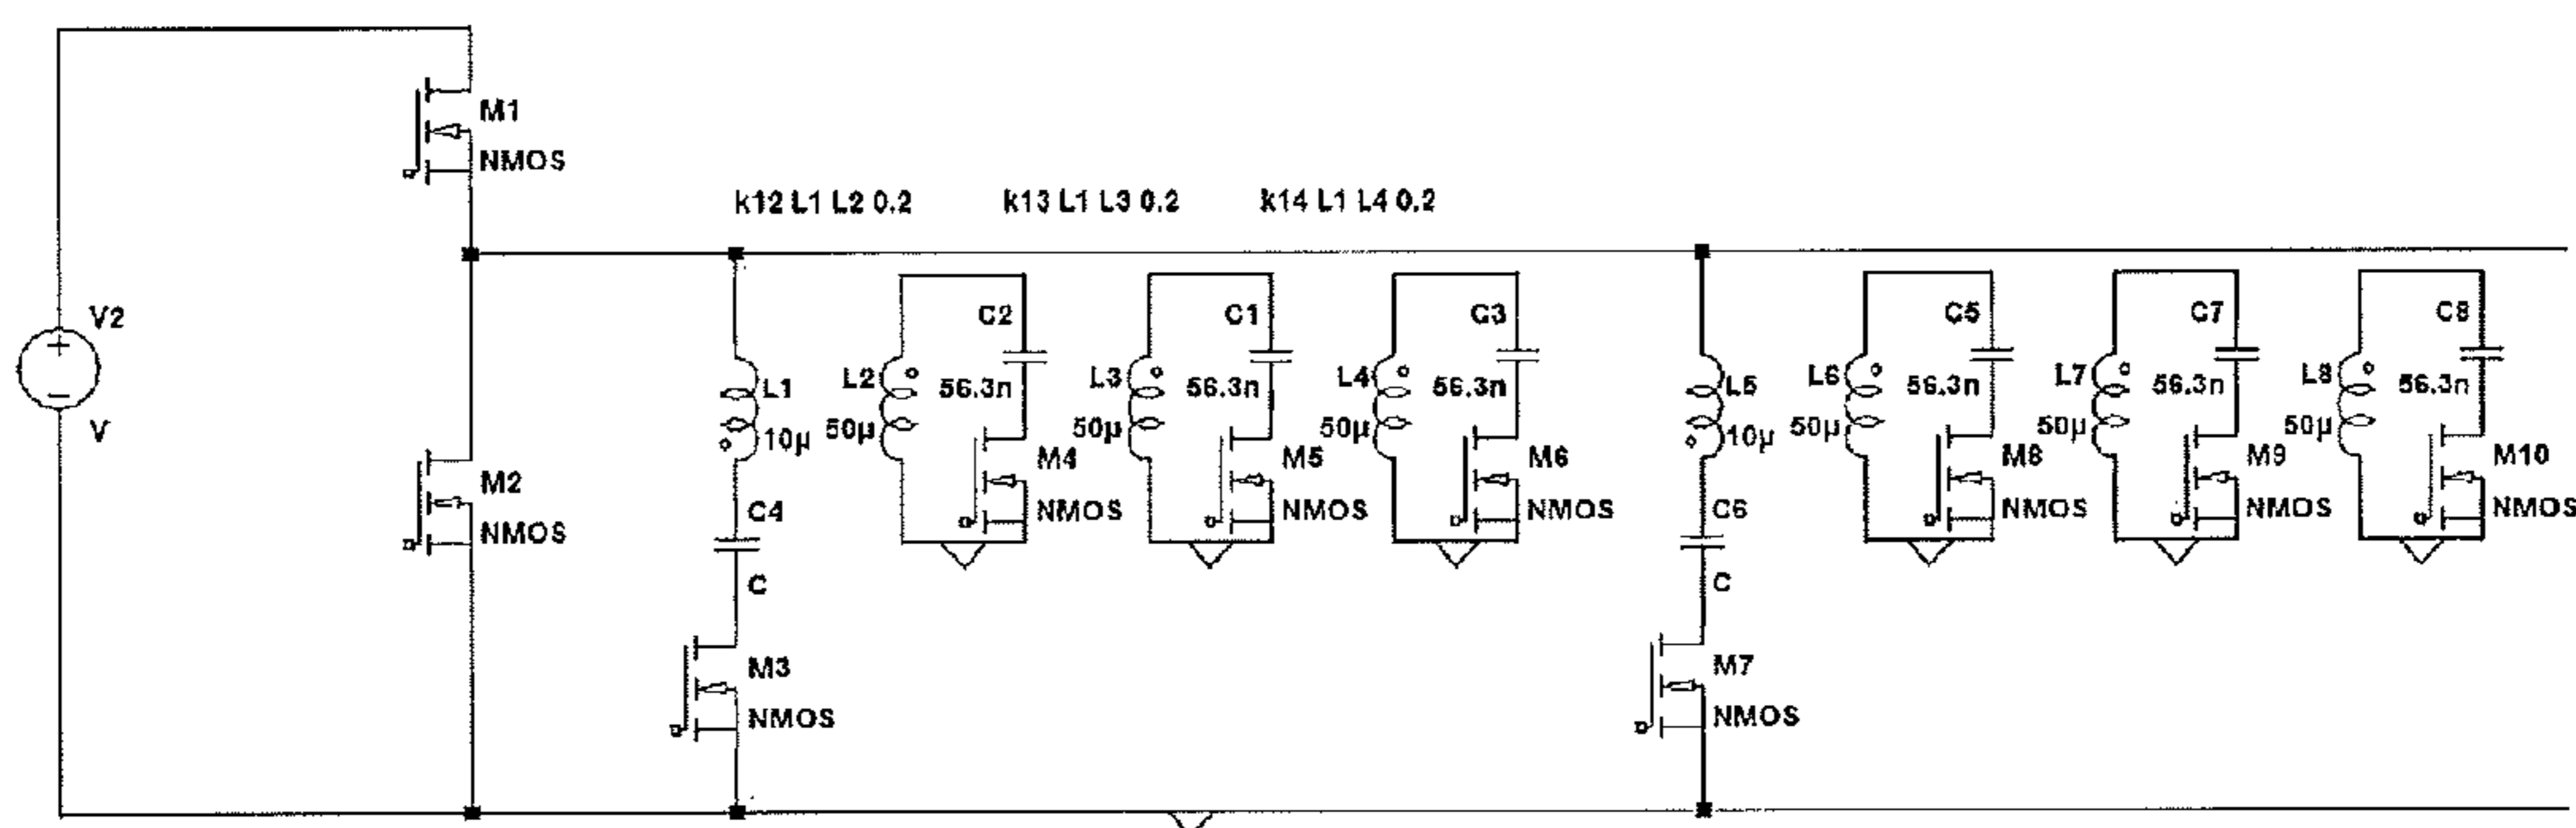 M1
NMOS
k12 L1 L2 0.2
k13 L1 L3 0.2
k14 L1 L4 0.2
V2
V
M2
NMOS
L1
10µ
C4
C
M3
NMOS
L2
50µ
C2
56.3n
M4
NMOS
L3
50µ
C1
56.3n
M5
NMOS
L4
50µ
C3
56.3n
M6
NMOS
L5
10µ
C6
C
M7
NMOS
L6
50µ
C5
56.3n
M8
NMOS
L7
50µ
C7
56.3n
M9
NMOS
L8
50µ
C8
56.3n
M10
NMOS